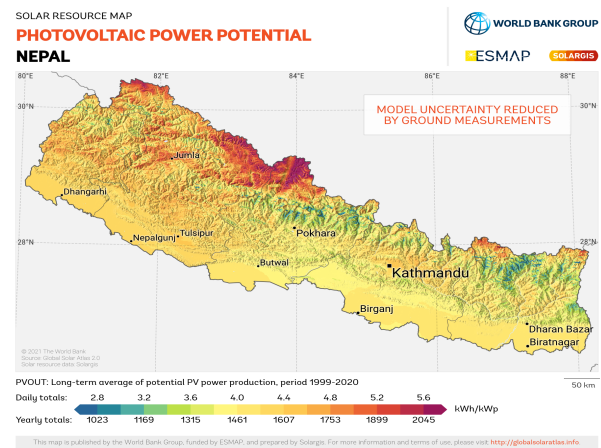 SOLAR RESOURCE MAP
PHOTOVOLTAIC POWER POTENTIAL
NEPAL
WORLD BANK GROUP
ESMAP
SOLARGIS
80°E
82°E
84°E
86°E
88°E
30°N
30°N
MODEL UNCERTAINTY REDUCED
BY GROUND MEASUREMENTS
Jumla
Dhangarhi
Nepalgunj
Tulsipur
Pokhara
28°N
28°N
Butwal
Kathmandu
Birganj
Dharan Bazar
Biratnagar
© 2021 The World Bank
Source: Global Solar Atlas 2.0
Solar resource data: Solargis
PVOUT: Long-term average of potential PV power production, period 1999-2020
50 km
Daily totals: 2.8 3.2 3.6 4.0 4.4 4.8 5.2 5.6
kWh/kWp
Yearly totals: 1023 1169 1315 1461 1607 1753 1899 2045
This map is published by the World Bank Group, funded by ESMAP, and prepared by Solargis. For more information and terms of use, please visit http://globalsolaratlas.info.